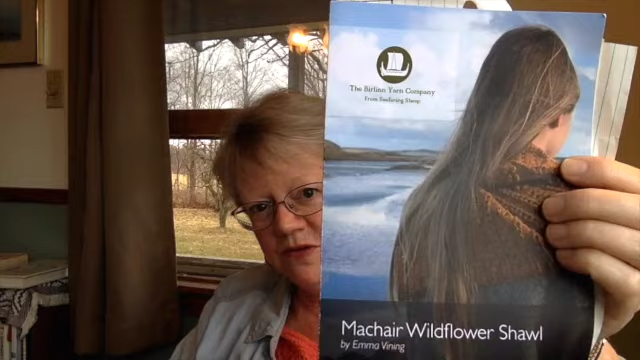 The Birlinn Yarn Company
From Seafaring Sheep
Machair Wildflower Shawl
by Emma Vining